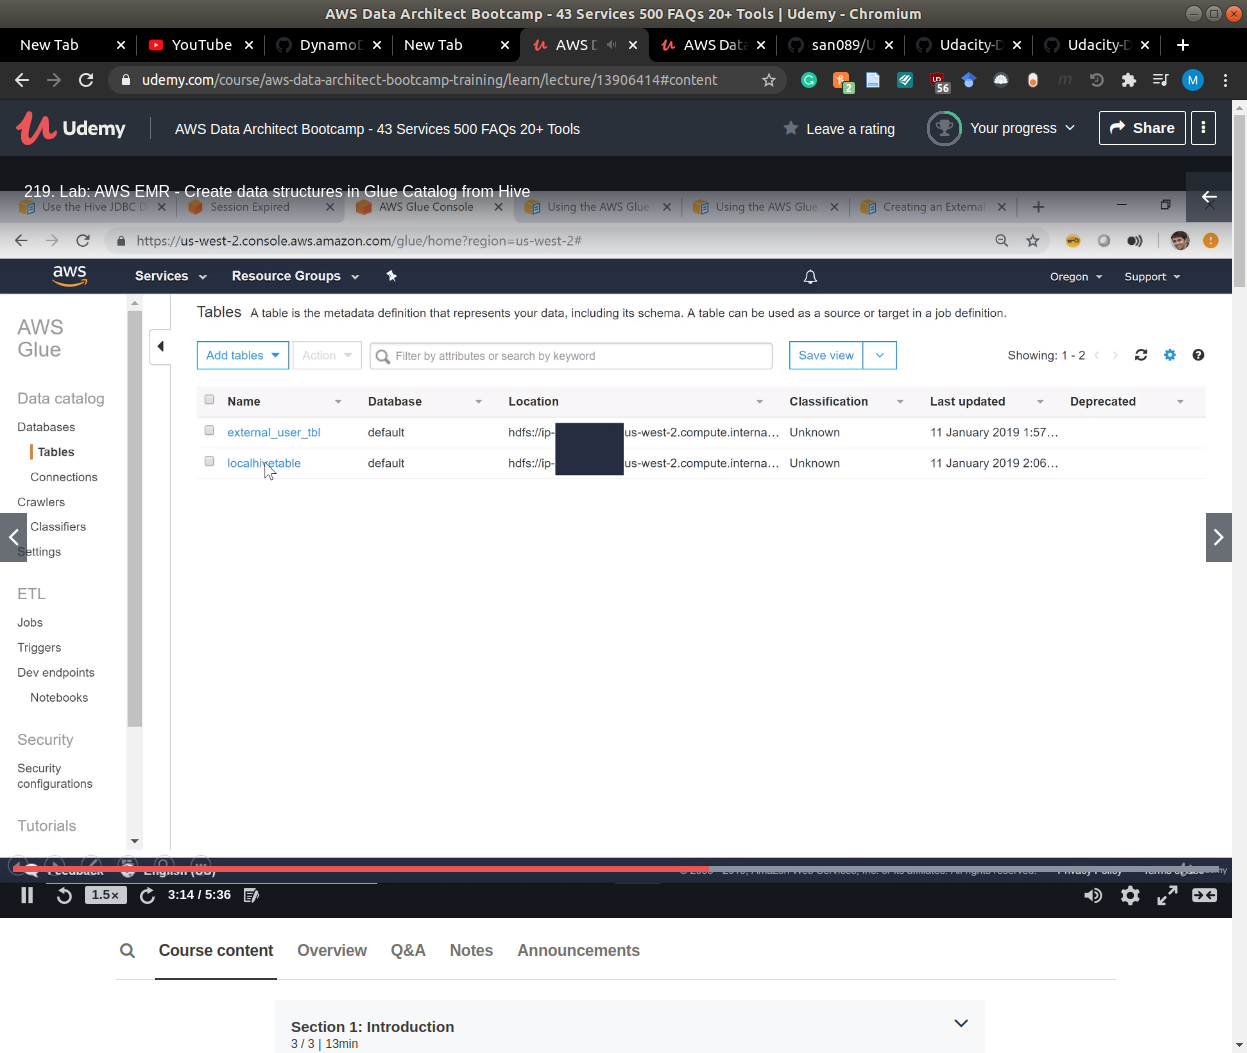 AWS Data Architect Bootcamp - 43 Services 500 FAQs 20+ Tools | Udemy - Chromium
New Tab
YouTube
Dynamo
New Tab
AWS
AWS Dat
san089/U
Udacity-D
Udacity-D
udemy.com/course/aws-data-architect-bootcamp-training/learn/lecture/13906414#content
2
56
M
Udemy
AWS Data Architect Bootcamp - 43 Services 500 FAQs 20+ Tools
Leave a rating
Your progress
Share
219. Lab: AWS EMR - Create data structures in Glue Catalog from Hive
Use the Hive JDBC D
Session Expired
AWS Glue Console
Using the AWS Glue
Using the AWS Glue
Creating an External
https://us-west-2.console.aws.amazon.com/glue/home?region=us-west-2#
aws
Services
Resource Groups
Oregon
Support
AWS
Glue
Data catalog
Databases
Tables
Connections
Crawlers
Classifiers
Settings
ETL
Jobs
Triggers
Dev endpoints
Notebooks
Security
Security
configurations
Tutorials
Tables A table is the metadata definition that represents your data, including its schema. A table can be used as a source or target in a job definition.
Add tables
Action
Filter by attributes or search by keyword
Save view
Showing: 1 - 2
Name Database Location Classification Last updated Deprecated
external_user_tbl default hdfs://ip- us-west-2.compute.interna... Unknown 11 January 2019 1:57...
localhivetable default hdfs://ip- us-west-2.compute.interna... Unknown 11 January 2019 2:06...
Feedback
English (US)
Privacy Policy
1.5×
3:14 / 5:36
Course content
Overview
Q&A
Notes
Announcements
Section 1: Introduction
3 / 3 | 13min